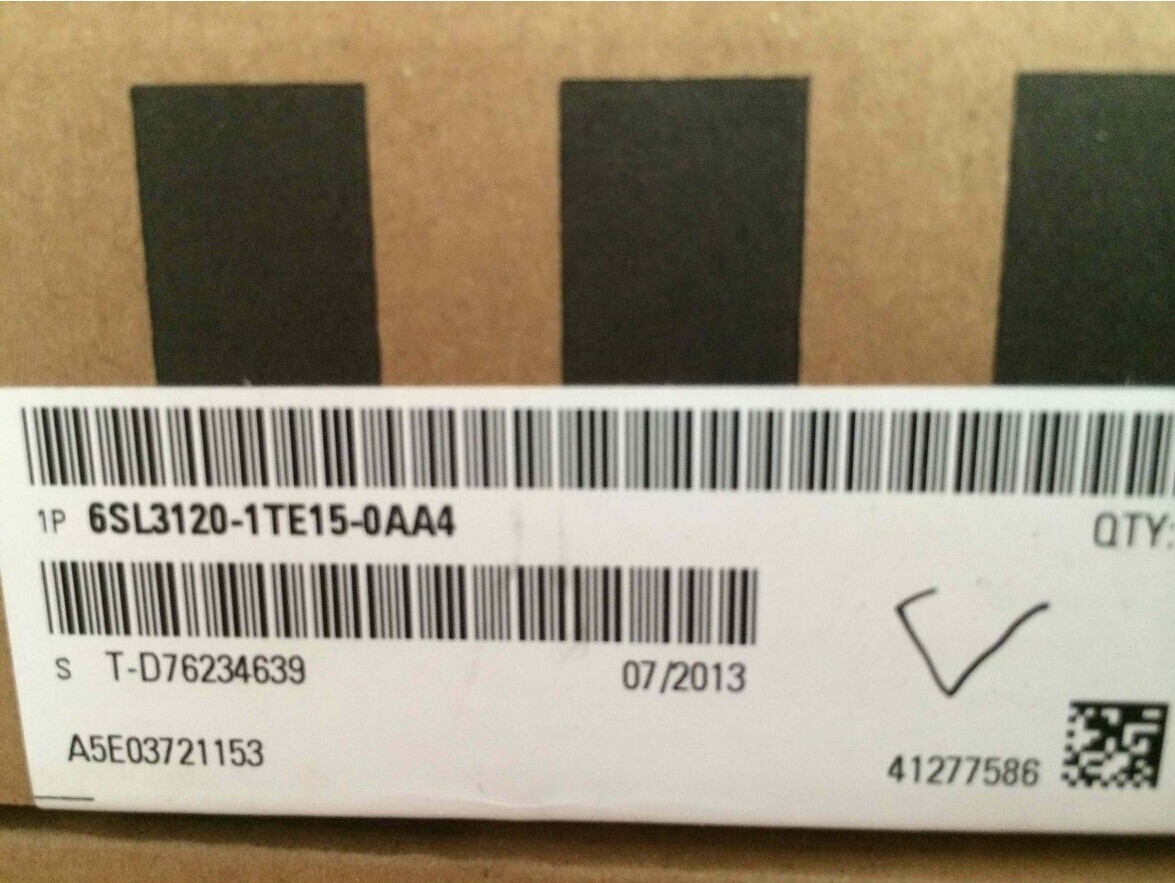 1P 6SL3120-1TE15-0AA4 QTY:
S T-D76234639 07/2013
A5E03721153 41277586